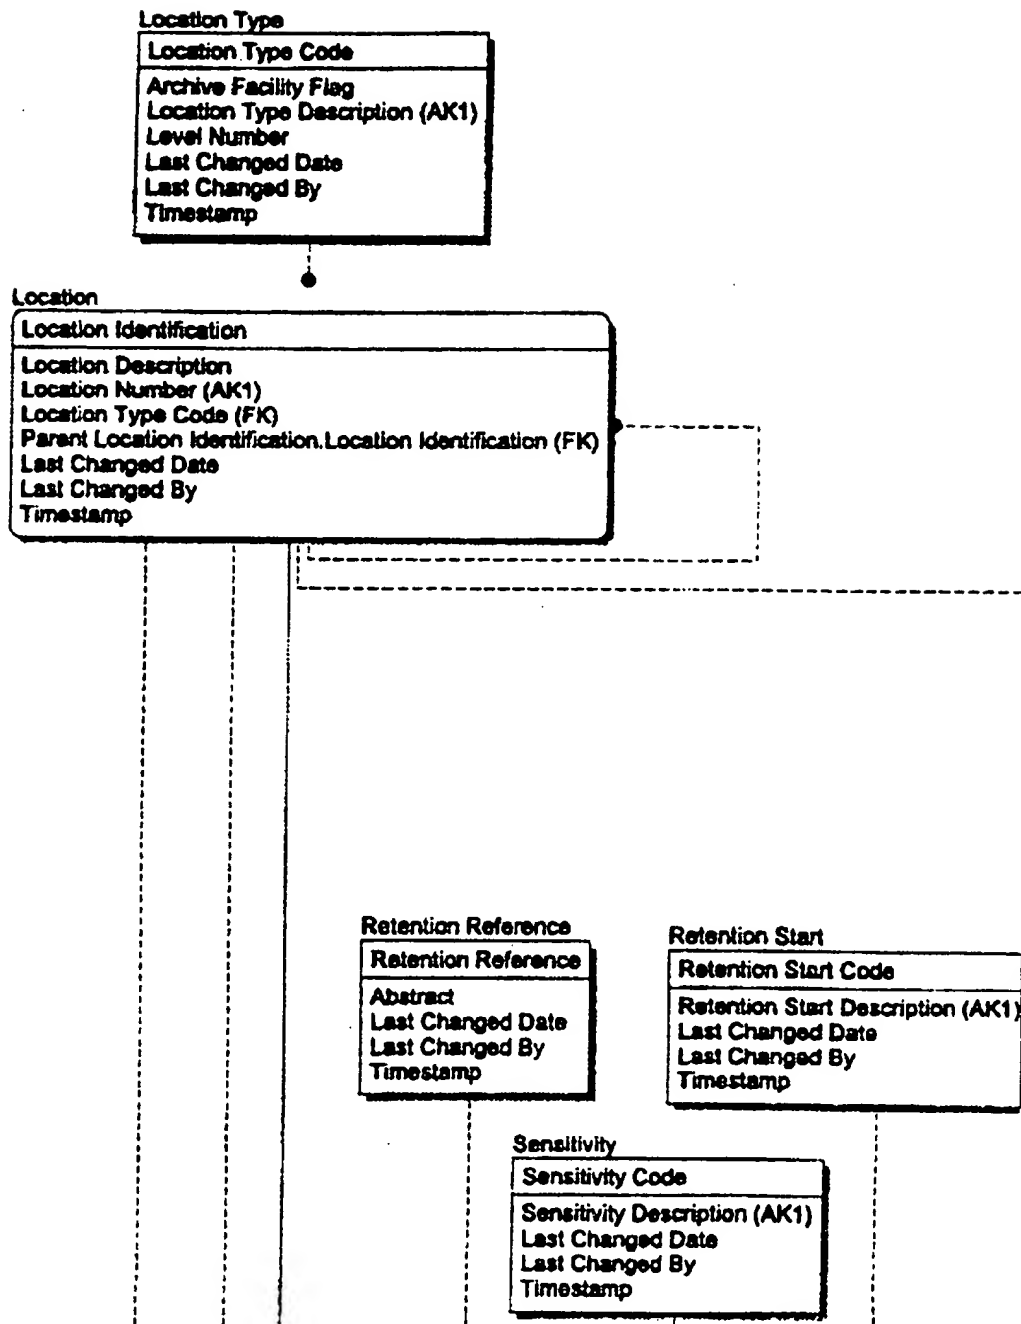 Location Type
Location Type Code
Archive Facility Flag
Location Type Description (AK1)
Level Number
Last Changed Date
Last Changed By
Timestamp
Location
Location Identification
Location Description
Location Number (AK1)
Location Type Code (FK)
Parent Location Identification.Location Identification (FK)
Last Changed Date
Last Changed By
Timestamp
Retention Reference
Retention Reference
Abstract
Last Changed Date
Last Changed By
Timestamp
Retention Start
Retention Start Code
Retention Start Description (AK1)
Last Changed Date
Last Changed By
Timestamp
Sensitivity
Sensitivity Code
Sensitivity Description (AK1)
Last Changed Date
Last Changed By
Timestamp